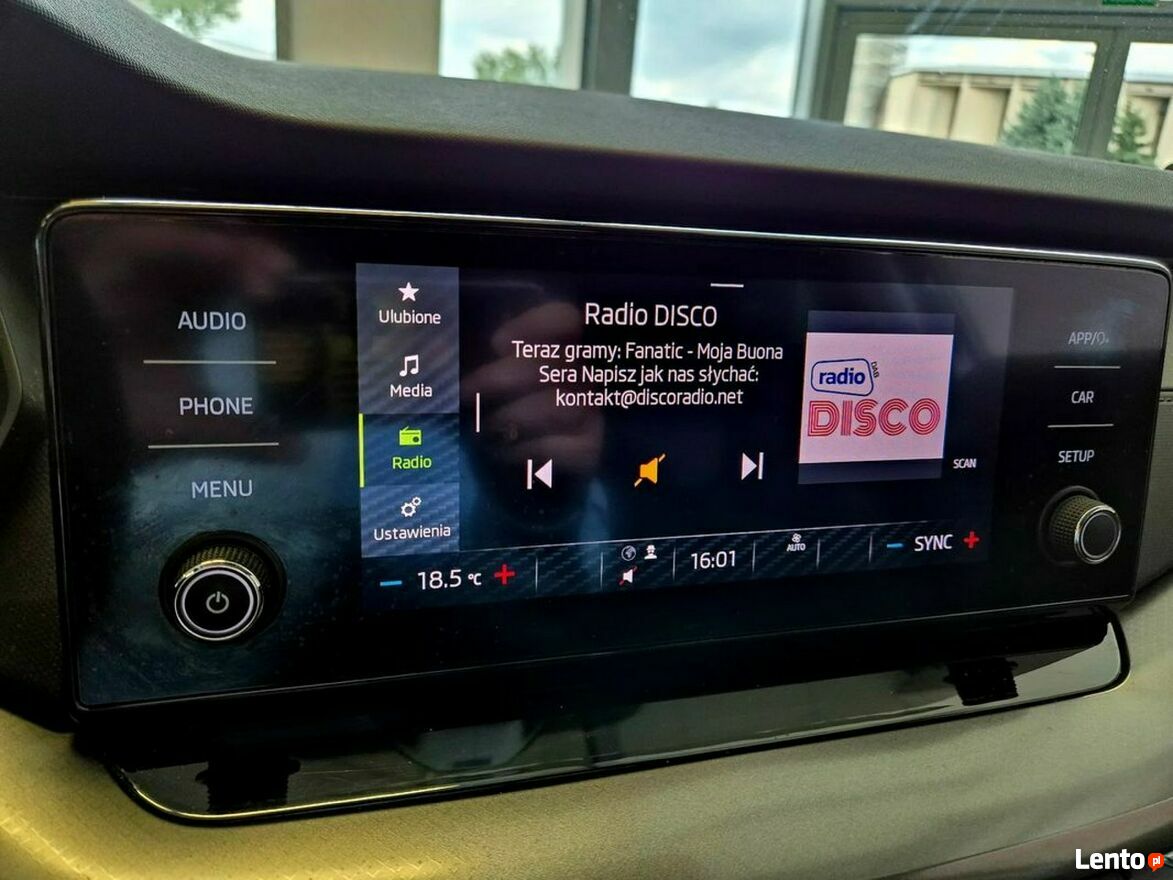 AUDIO
PHONE
MENU
Ulubione
Media
Radio
Ustawienia
Radio DISCO
Teraz gramy: Fanatic - Moja Buona
Sera Napisz jak nas słychać:
kontakt@discoradio.net
radio
DAB
DISCO
SCAN
18.5 °C
16:01
AUTO
SYNC
APP/
CAR
SETUP
Lento.pl